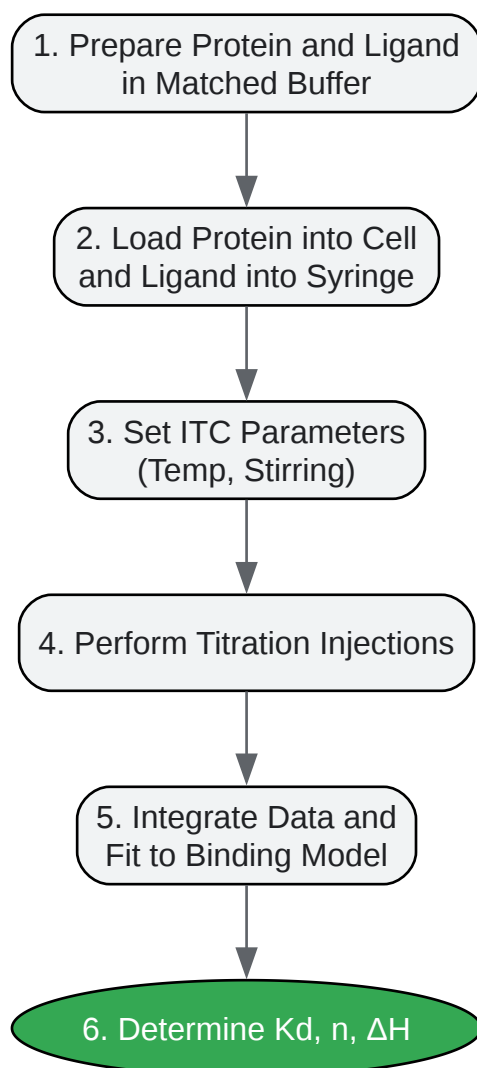 1. Prepare Protein and Ligand
in Matched Buffer
2. Load Protein into Cell
and Ligand into Syringe
3. Set ITC Parameters
(Temp, Stirring)
4. Perform Titration Injections
5. Integrate Data and
Fit to Binding Model
6. Determine Kd, n, ΔH